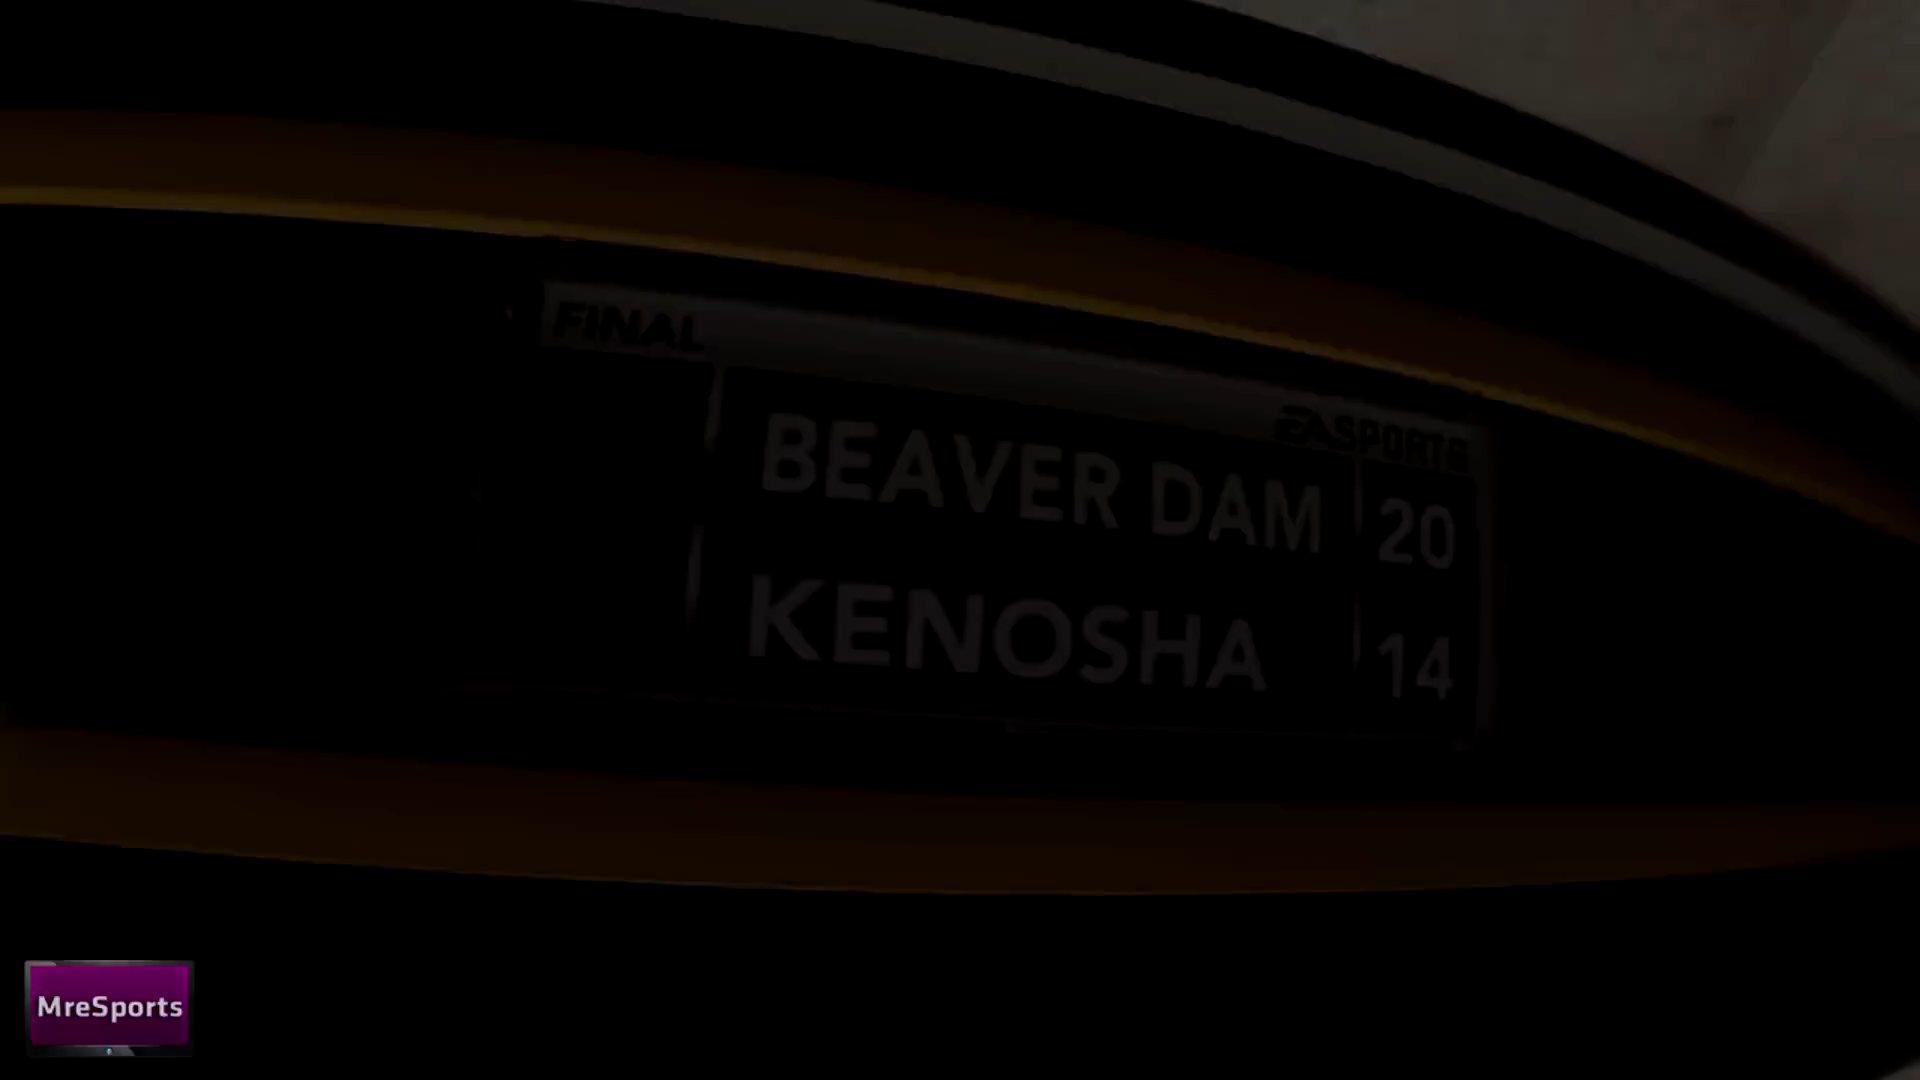 FINAL
EA SPORTS
BEAVER DAM 20
KENOSHA 14
MreSports